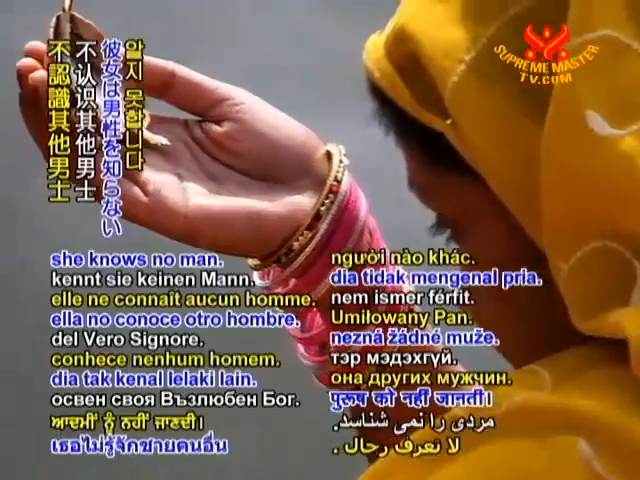 SUPREME MASTER
TV.COM
알지 못합니다
彼女は男性を知らない
不认识其他男士
不認識其他男士
she knows no man.
kennt sie keinen Mann.
elle ne connaît aucun homme.
ella no conoce otro hombre.
del Vero Signore.
conhece nenhum homem.
dia tak kenal lelaki lain.
освен своя Възлюбен Бог.
ਆਦਮੀਂ ਨੂੰ ਨਹੀਂ ਜਾਣਦੀ।
เธอไม่รู้จักชายคนอื่น
người nào khác.
dia tidak mengenal pria.
nem ismer férfit.
Umiłowany Pan.
nezná žádné muže.
тэр мэдэхгүй.
она других мужчин.
पुरूष को नहीं जानती।
مردی را نمی شناسد.
لا تعرف رجال .